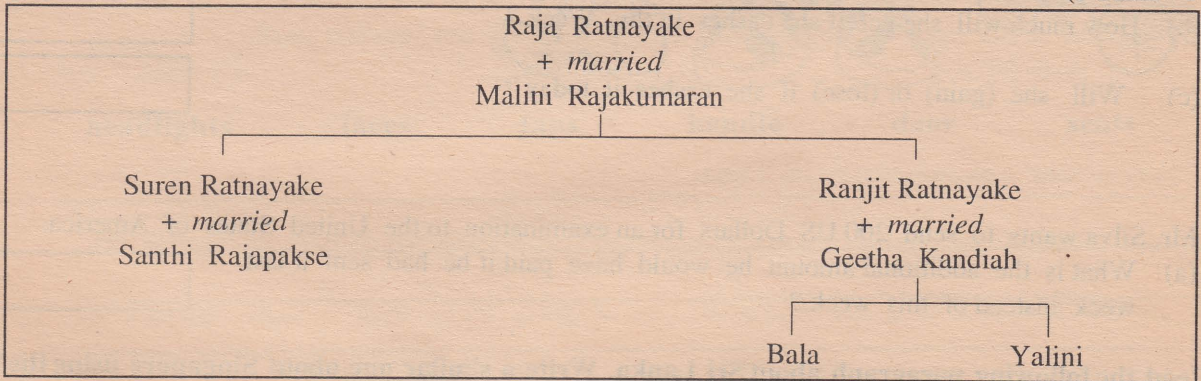 Raja Ratnayake
+ married
Malini Rajakumaran
Suren Ratnayake
+ married
Santhi Rajapakse
Ranjit Ratnayake
+ married
Geetha Kandiah
Bala
Yalini